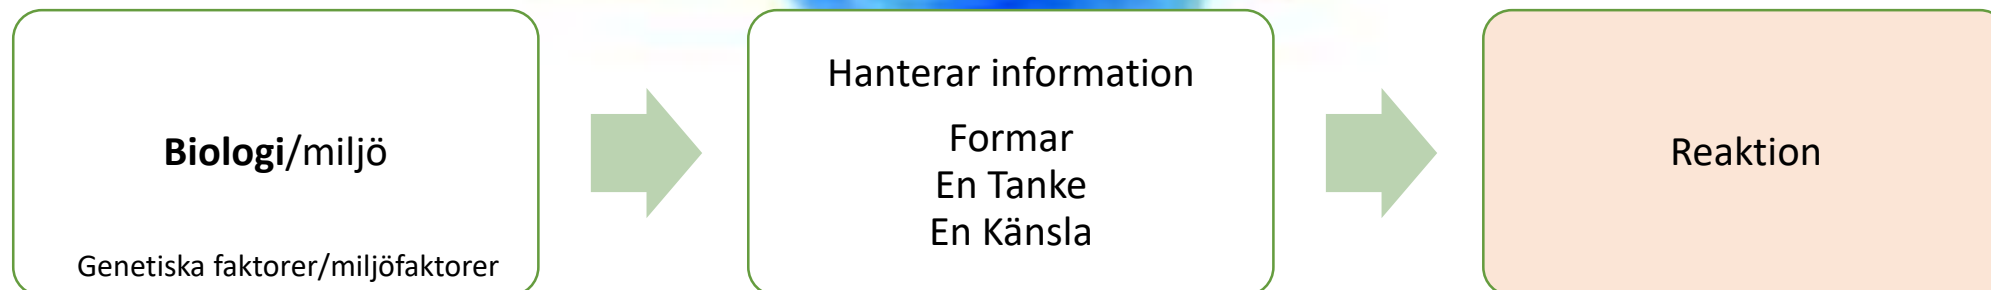 Biologi/miljö
Genetiska faktorer/miljöfaktorer
Hanterar information
Formar
En Tanke
En Känsla
Reaktion